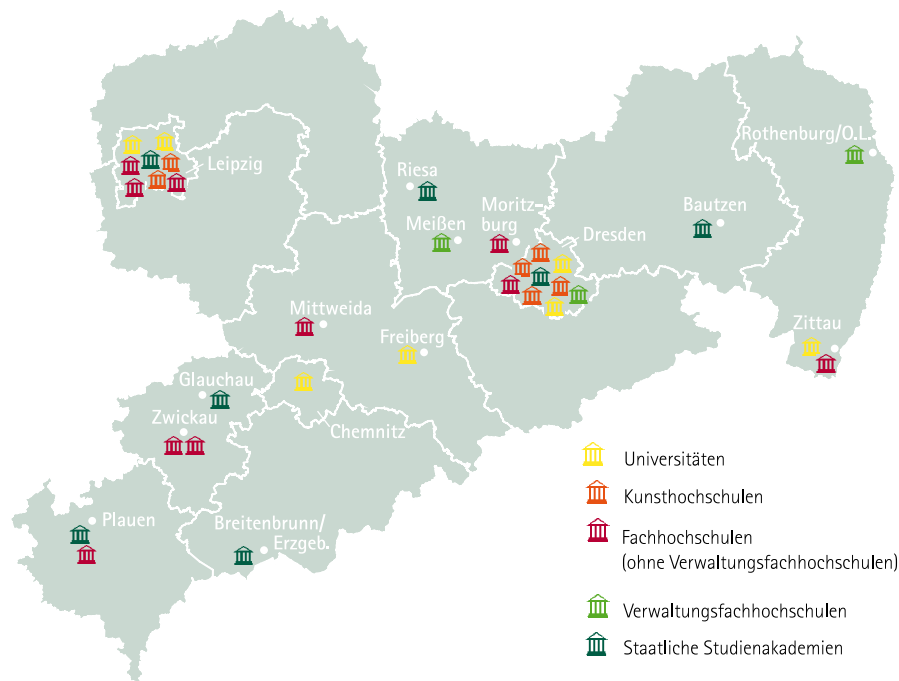 Rothenburg/O.L.
Leipzig
Riesa
Moritz-
burg
Bautzen
Meißen
Dresden
Mittweida
Freiberg
Zittau
Glauchau
Zwickau
Chemnitz
Plauen
Breitenbrunn/
Erzgeb.
Universitäten
Kunsthochschulen
Fachhochschulen
(ohne Verwaltungsfachhochschulen)
Verwaltungsfachhochschulen
Staatliche Studienakademien